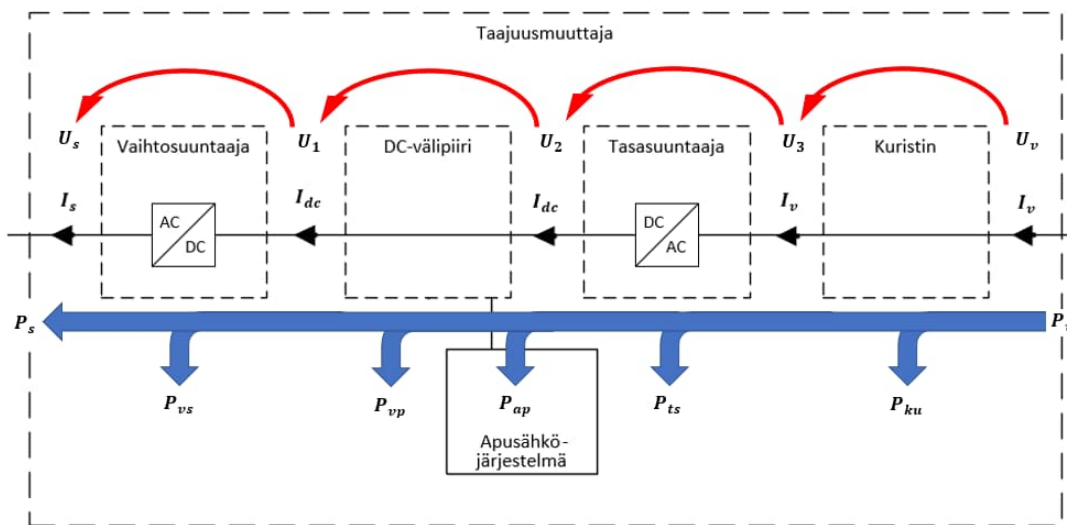 Taajuusmuuttaja
U_s
Vaihtosuuntaaja
U_1
DC-välipiiri
U_2
Tasasuuntaaja
U_3
Kuristin
U_v
I_s
I_dc
I_dc
I_v
I_v
AC
DC
DC
AC
P_s
P_vs
P_vp
P_ap
P_ts
P_ku
Apusähkö-
järjestelmä